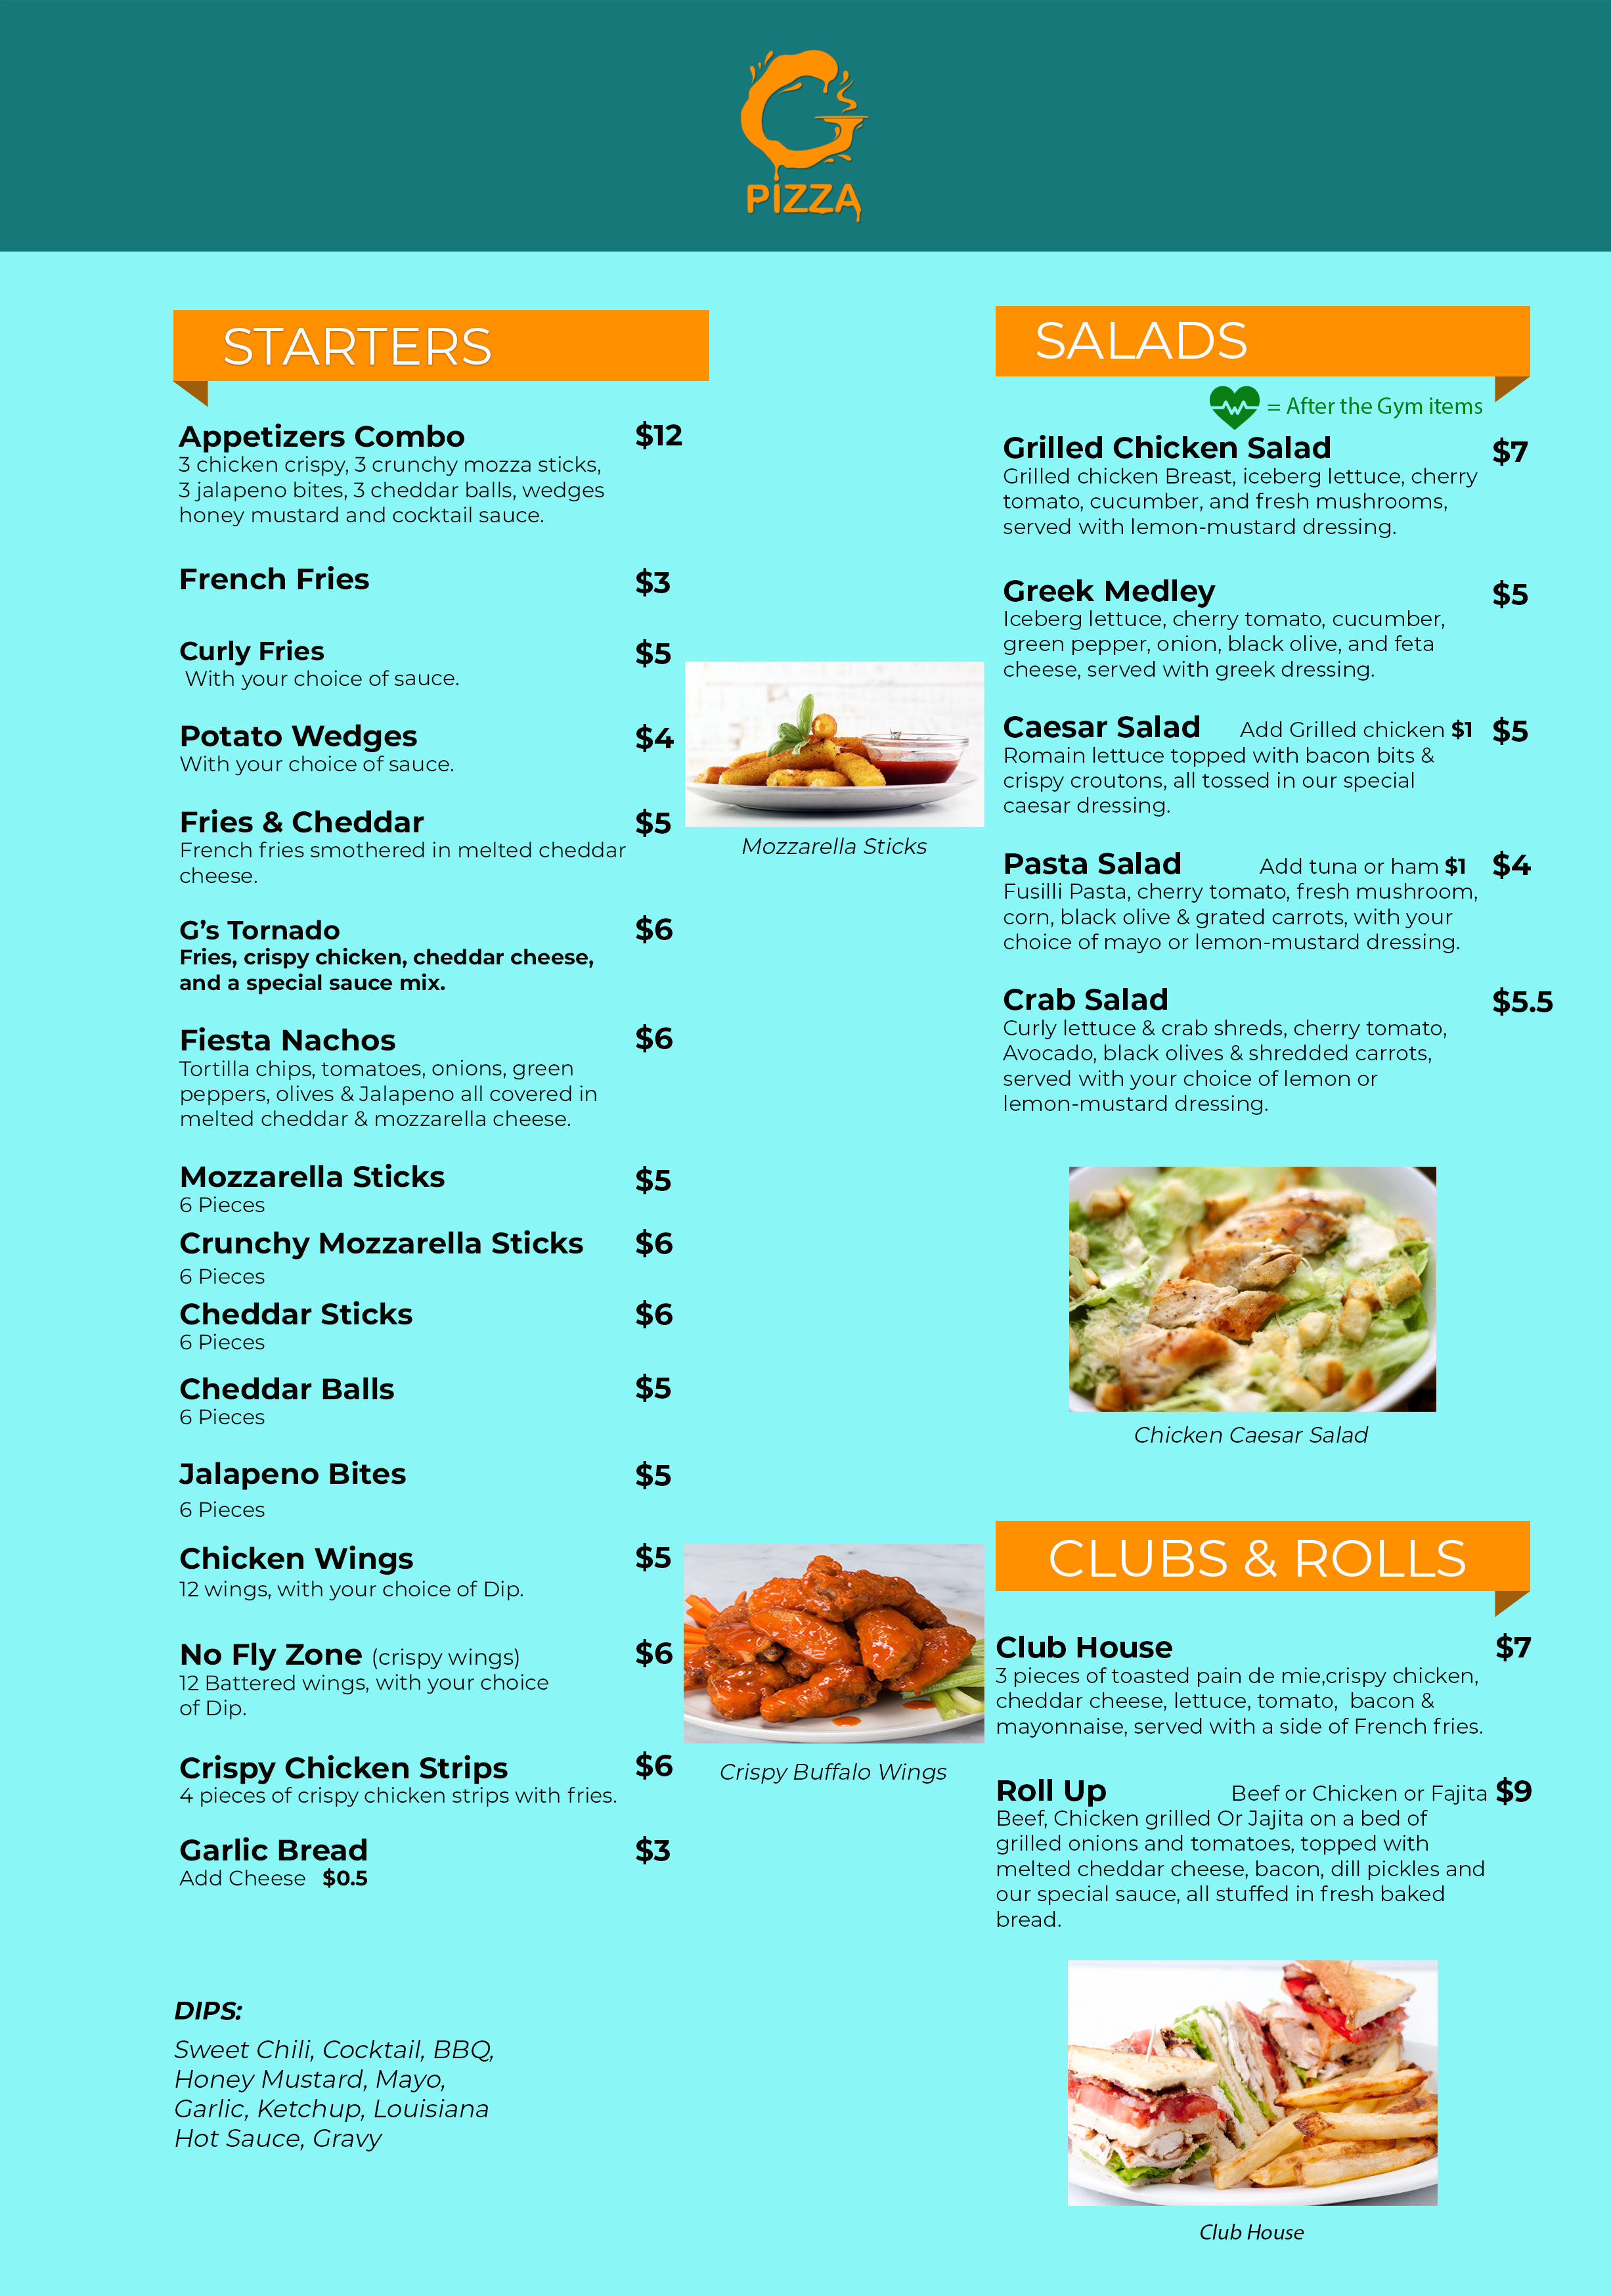 G
PIZZA
STARTERS
Appetizers Combo $12
3 chicken crispy, 3 crunchy mozza sticks,
3 jalapeno bites, 3 cheddar balls, wedges
honey mustard and cocktail sauce.
French Fries $3
Curly Fries $5
With your choice of sauce.
Potato Wedges $4
With your choice of sauce.
Fries & Cheddar $5
French fries smothered in melted cheddar
cheese.
G’s Tornado $6
Fries, crispy chicken, cheddar cheese,
and a special sauce mix.
Fiesta Nachos $6
Tortilla chips, tomatoes, onions, green
peppers, olives & Jalapeno all covered in
melted cheddar & mozzarella cheese.
Mozzarella Sticks $5
6 Pieces
Crunchy Mozzarella Sticks $6
6 Pieces
Cheddar Sticks $6
6 Pieces
Cheddar Balls $5
6 Pieces
Jalapeno Bites $5
6 Pieces
Chicken Wings $5
12 wings, with your choice of Dip.
No Fly Zone (crispy wings) $6
12 Battered wings, with your choice
of Dip.
Crispy Chicken Strips $6
4 pieces of crispy chicken strips with fries.
Garlic Bread $3
Add Cheese $0.5
DIPS:
Sweet Chili, Cocktail, BBQ,
Honey Mustard, Mayo,
Garlic, Ketchup, Louisiana
Hot Sauce, Gravy
Mozzarella Sticks
Crispy Buffalo Wings
SALADS
= After the Gym items
Grilled Chicken Salad $7
Grilled chicken Breast, iceberg lettuce, cherry
tomato, cucumber, and fresh mushrooms,
served with lemon-mustard dressing.
Greek Medley $5
Iceberg lettuce, cherry tomato, cucumber,
green pepper, onion, black olive, and feta
cheese, served with greek dressing.
Caesar Salad Add Grilled chicken $1 $5
Romain lettuce topped with bacon bits &
crispy croutons, all tossed in our special
caesar dressing.
Pasta Salad Add tuna or ham $1 $4
Fusilli Pasta, cherry tomato, fresh mushroom,
corn, black olive & grated carrots, with your
choice of mayo or lemon-mustard dressing.
Crab Salad $5.5
Curly lettuce & crab shreds, cherry tomato,
Avocado, black olives & shredded carrots,
served with your choice of lemon or
lemon-mustard dressing.
Chicken Caesar Salad
CLUBS & ROLLS
Club House $7
3 pieces of toasted pain de mie,crispy chicken,
cheddar cheese, lettuce, tomato, bacon &
mayonnaise, served with a side of French fries.
Roll Up Beef or Chicken or Fajita $9
Beef, Chicken grilled Or Jajita on a bed of
grilled onions and tomatoes, topped with
melted cheddar cheese, bacon, dill pickles and
our special sauce, all stuffed in fresh baked
bread.
Club House